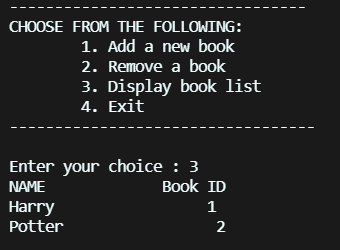 ---------------------------------
CHOOSE FROM THE FOLLOWING:
1. Add a new book
2. Remove a book
3. Display book list
4. Exit
----------------------------------
Enter your choice : 3
NAME Book ID
Harry 1
Potter 2